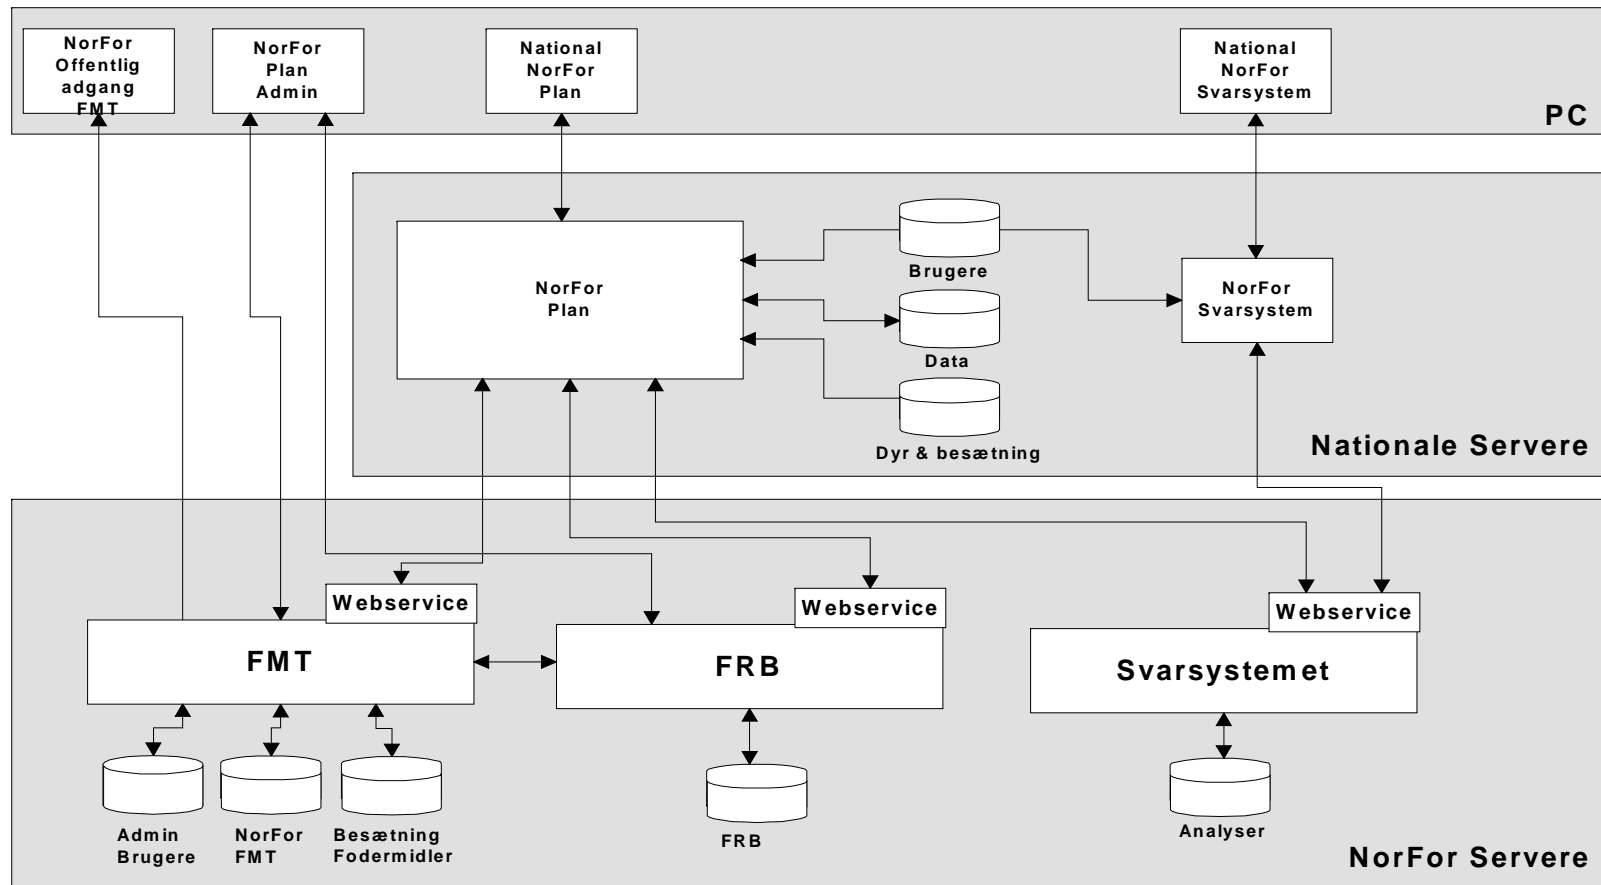 NorFor
Offentlig
adgang
FMT
NorFor
Plan
Admin
National
NorFor
Plan
National
NorFor
Svarsystem
PC
NorFor
Plan
Brugere
Data
Dyr & besætning
NorFor
Svarsystem
Nationale Servere
Webservice
FMT
Webservice
FRB
Webservice
Svarsystemet
Admin
Brugere
NorFor
FMT
Besætning
Fodermidler
FRB
Analyser
NorFor Servere